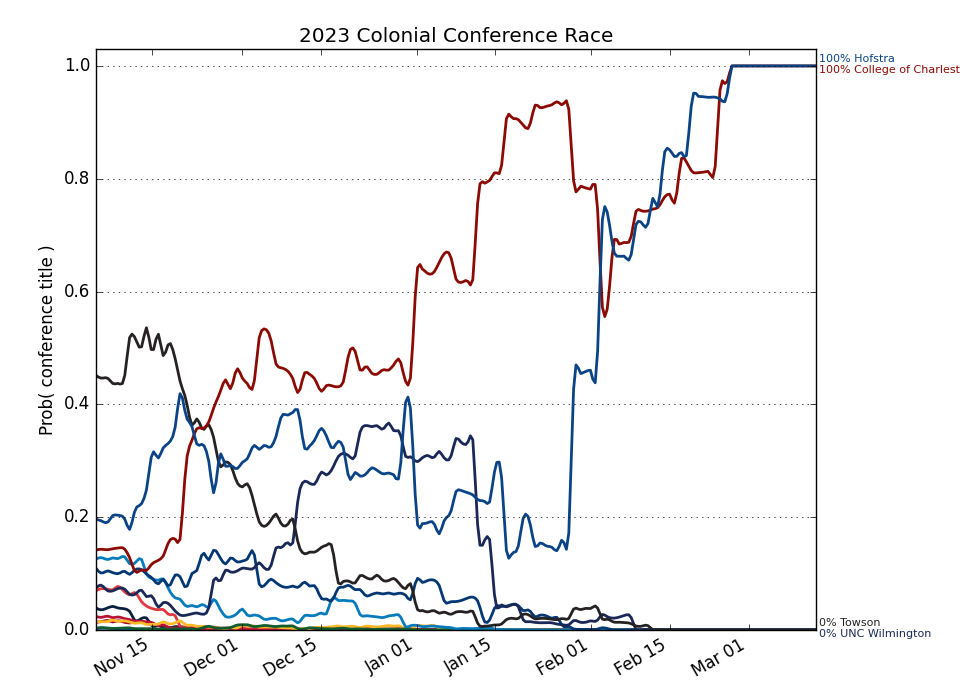 2023 Colonial Conference Race
Prob( conference title )
1.0
0.8
0.6
0.4
0.2
0.0
Nov 15
Dec 01
Dec 15
Jan 01
Jan 15
Feb 01
Feb 15
Mar 01
100% Hofstra
100% College of Charlest
0% Towson
0% UNC Wilmington